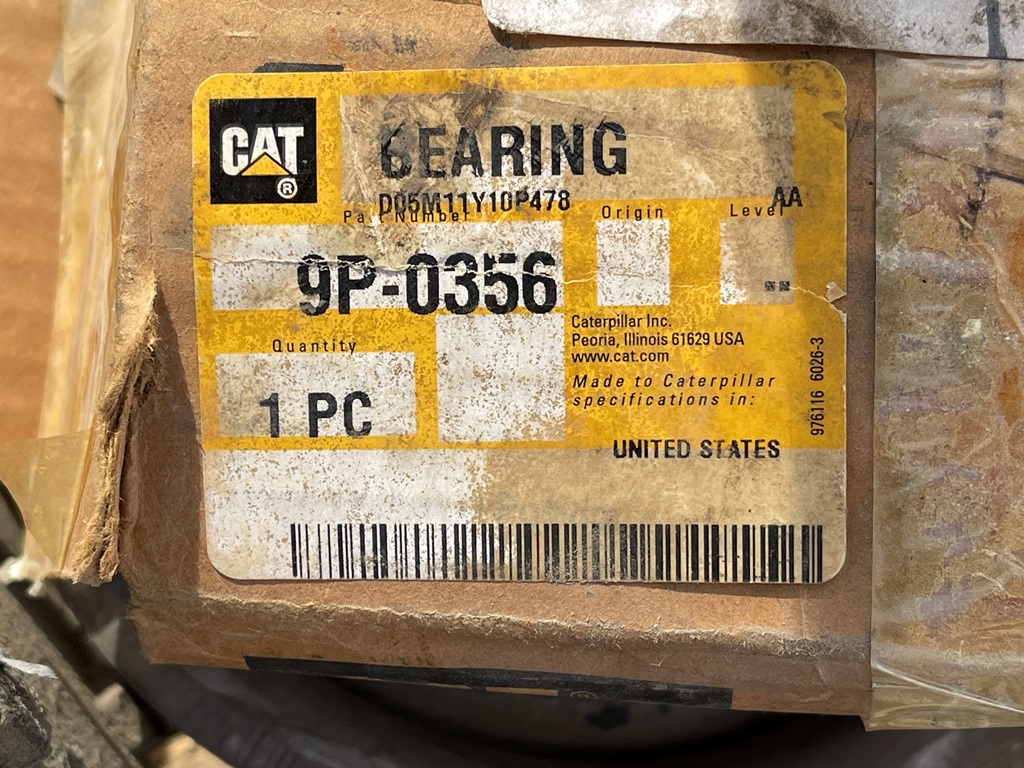 CAT
®
BEARING
D05M11Y10P478
AA
Part Number
Origin
Level
9P-0356
Quantity
1 PC
Caterpillar Inc.
Peoria, Illinois 61629 USA
www.cat.com
Made to Caterpillar
specifications in:
UNITED STATES
976116 6026-3